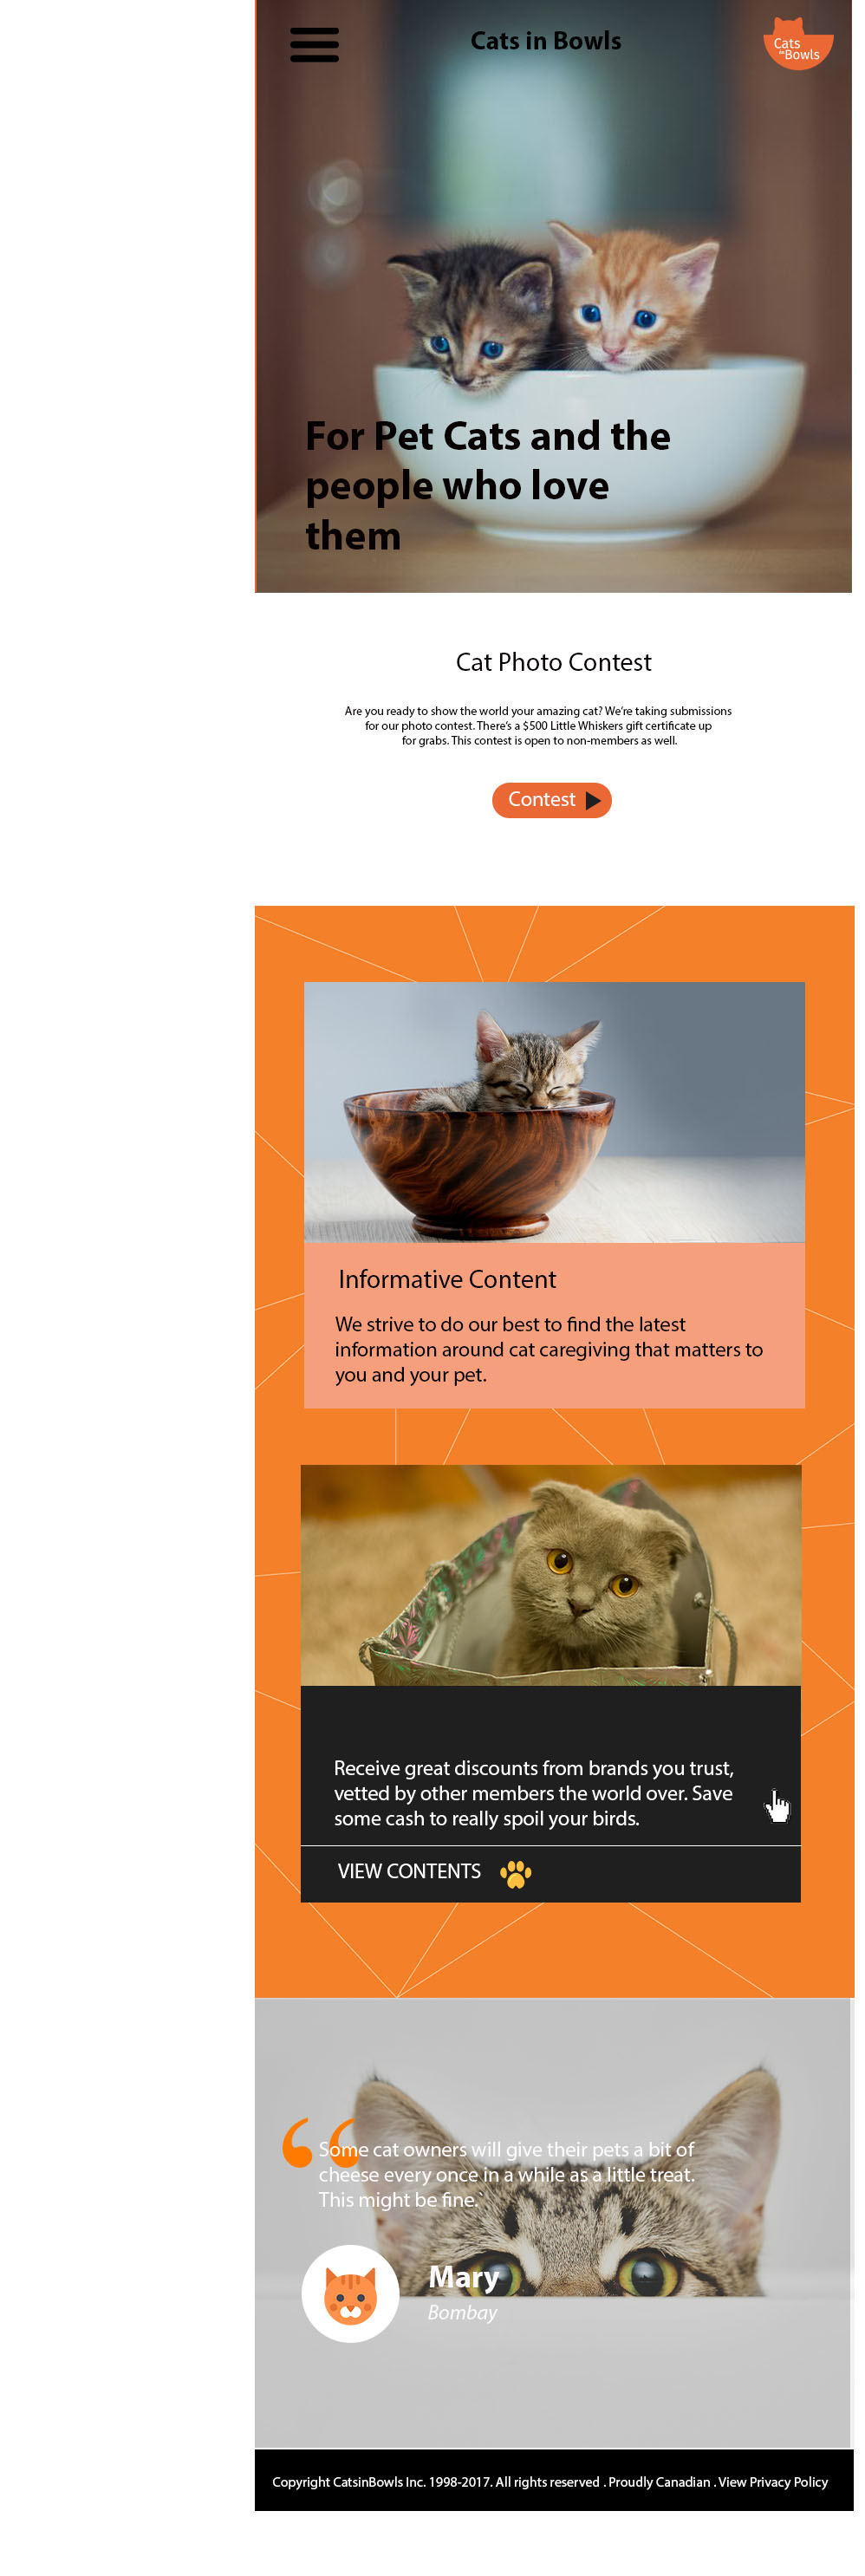 Cats in Bowls
Cats
in Bowls
For Pet Cats and the
people who love
them
Cat Photo Contest
Are you ready to show the world your amazing cat? We're taking submissions
for our photo contest. There's a $500 Little Whiskers gift certificate up
for grabs. This contest is open to non-members as well.
Contest
Informative Content
We strive to do our best to find the latest
information around cat caregiving that matters to
you and your pet.
Receive great discounts from brands you trust,
vetted by other members the world over. Save
some cash to really spoil your birds.
VIEW CONTENTS
“
Some cat owners will give their pets a bit of
cheese every once in a while as a little treat.
This might be fine.`
Mary
Bombay
Copyright CatsinBowls Inc. 1998-2017. All rights reserved . Proudly Canadian . View Privacy Policy